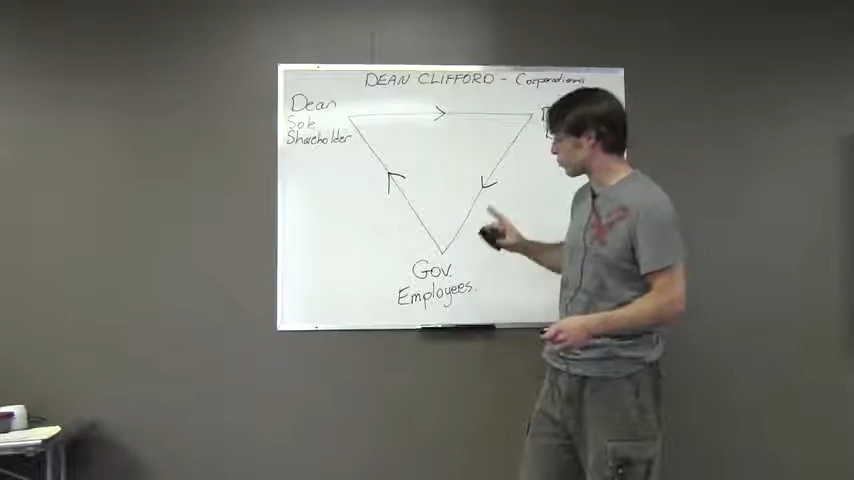 DEAN CLIFFORD - Corporations
Dean
Sole
Shareholder
Gov.
Employees.